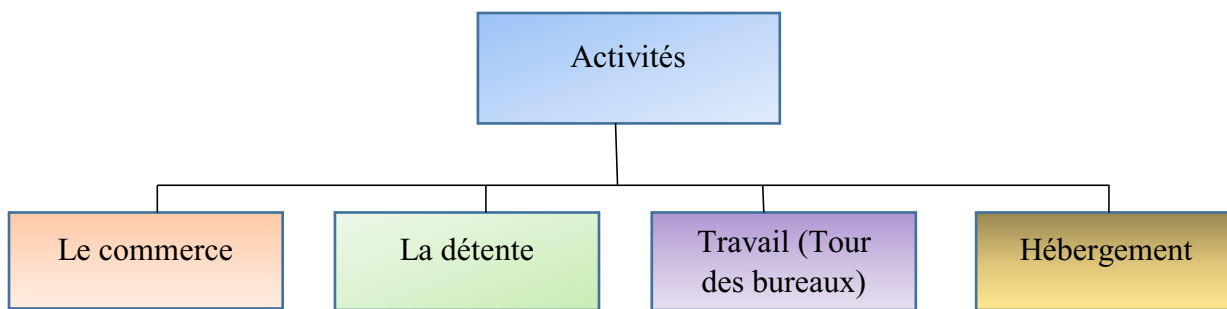 Activités
Le commerce
La détente
Travail (Tour
des bureaux)
Hébergement